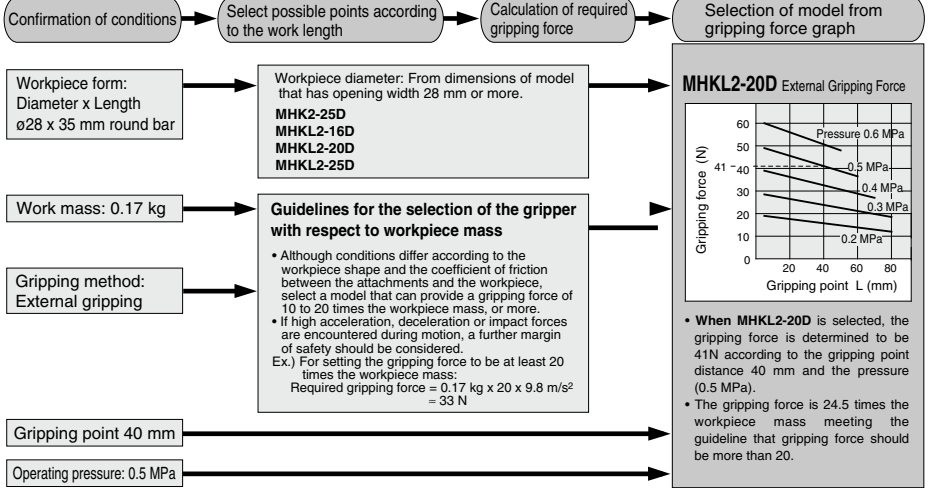 Confirmation of conditions
Select possible points according
to the work length
Calculation of required
gripping force
Selection of model from
gripping force graph
Workpiece form:
Diameter x Length
ø28 x 35 mm round bar
Workpiece diameter: From dimensions of model
that has opening width 28 mm or more.
MHK2-25D
MHKL2-16D
MHKL2-20D
MHKL2-25D
Work mass: 0.17 kg
Gripping method:
External gripping
Guidelines for the selection of the gripper
with respect to workpiece mass
• Although conditions differ according to the
workpiece shape and the coefficient of friction
between the attachments and the workpiece,
select a model that can provide a gripping force of
10 to 20 times the workpiece mass, or more.
• If high acceleration, deceleration or impact forces
are encountered during motion, a further margin
of safety should be considered.
Ex.) For setting the gripping force to be at least 20
times the workpiece mass:
Required gripping force = 0.17 kg x 20 x 9.8 m/s²
≈ 33 N
Gripping point 40 mm
Operating pressure: 0.5 MPa
MHKL2-20D External Gripping Force
Gripping force (N)
60
50
41
40
30
20
10
0
Pressure 0.6 MPa
0.5 MPa
0.4 MPa
0.3 MPa
0.2 MPa
20 40 60 80
Gripping point L (mm)
• When MHKL2-20D is selected, the
gripping force is determined to be
41N according to the gripping point
distance 40 mm and the pressure
(0.5 MPa).
• The gripping force is 24.5 times the
workpiece mass meeting the
guideline that gripping force should
be more than 20.